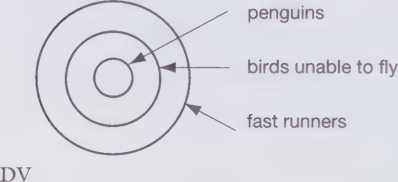 penguins
birds unable to fly
fast runners
DV